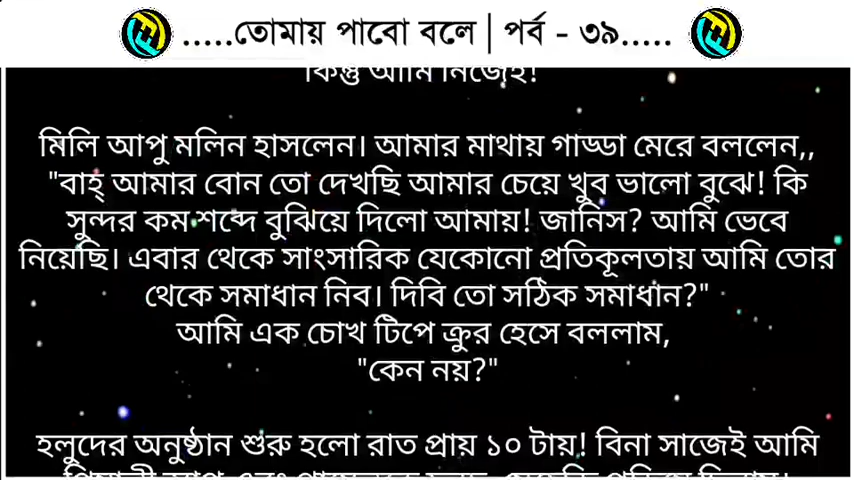 .....তোমায় পাবো বলে | পর্ব - ৩৯.....
কিন্তু আমি নিজেই!
মিলি আপু মলিন হাসলেন। আমার মাথায় গাড্ডা মেরে বললেন,,
"বাহ্ আমার বোন তো দেখছি আমার চেয়ে খুব ভালো বুঝে! কি
সুন্দর কম শব্দে বুঝিয়ে দিলো আমায়! জানিস? আমি ভেবে
নিয়েছি। এবার থেকে সাংসারিক যেকোনো প্রতিকূলতায় আমি তোর
থেকে সমাধান নিব। দিবি তো সঠিক সমাধান?"
আমি এক চোখ টিপে ক্রুর হেসে বললাম,
"কেন নয়?"
হলুদের অনুষ্ঠান শুরু হলো রাত প্রায় ১০ টায়! বিনা সাজেই আমি